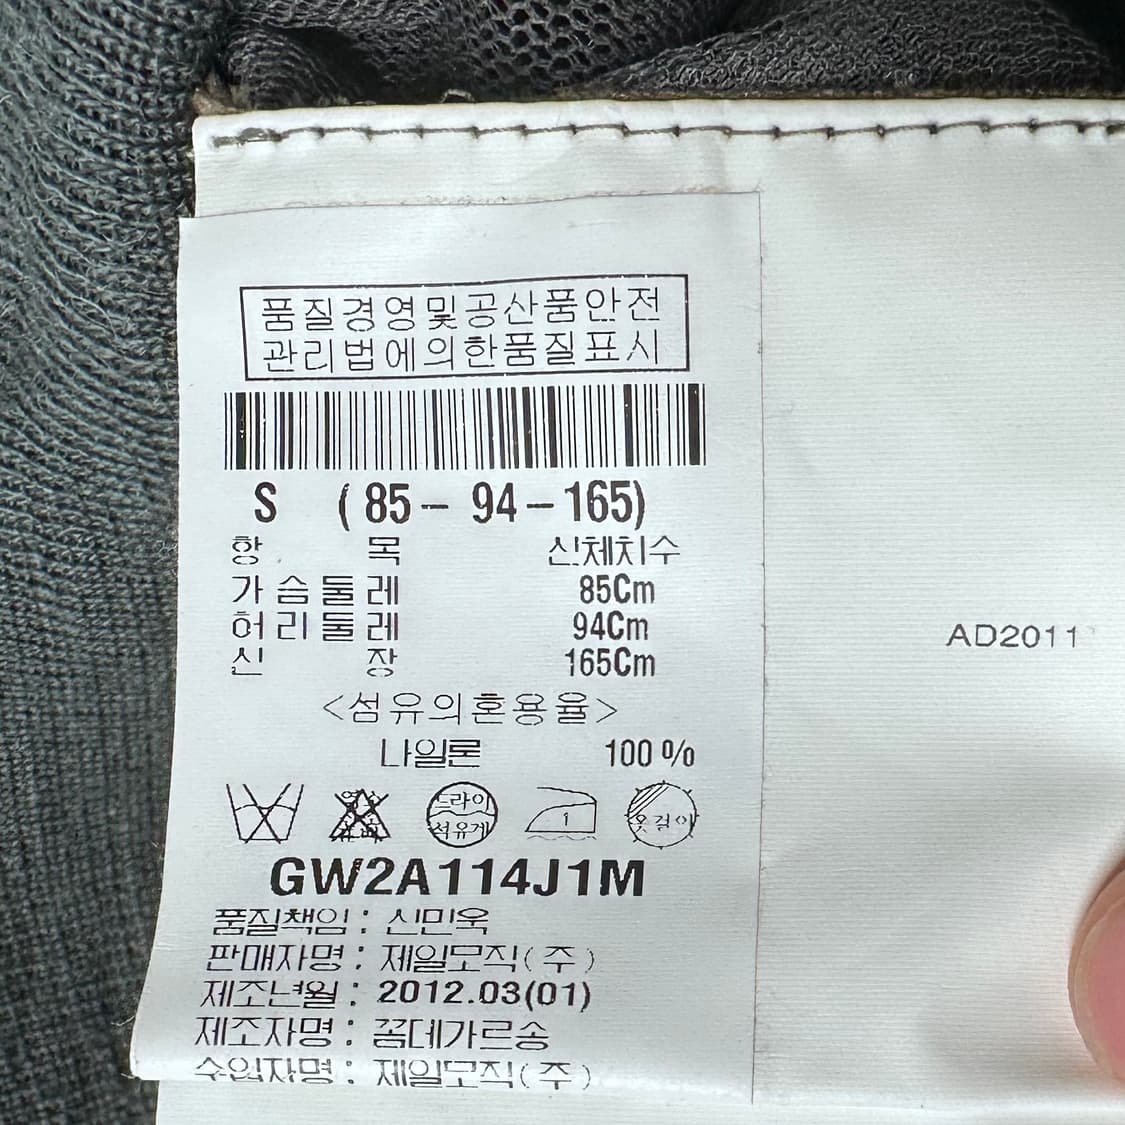 품질경영및공산품안전
관리법에의한품질표시
S (85- 94-165)
항 목 신체치수
가슴둘레 85Cm
허리둘레 94Cm
신 장 165Cm
<섬유의혼용율>
나일론 100%
드라이
석유계
1
옷걸이
GW2A114J1M
품질책임 : 신민욱
판매자명 : 제일모직(주)
제조년월 : 2012.03(01)
제조자명 : 꼼데가르송
수입자명 : 제일모직(주)
AD2011